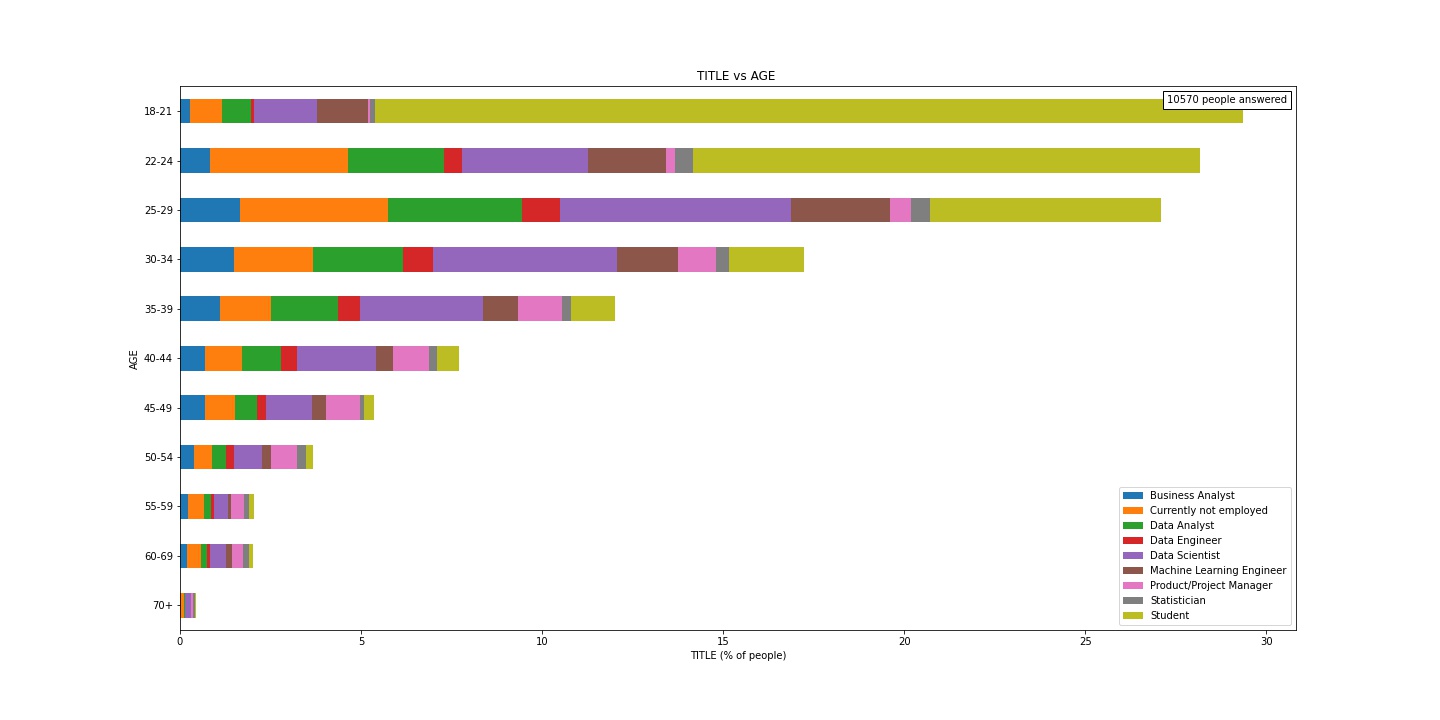 TITLE vs AGE
10570 people answered
18-21
22-24
25-29
30-34
35-39
40-44
45-49
50-54
55-59
60-69
70+
AGE
Business Analyst
Currently not employed
Data Analyst
Data Engineer
Data Scientist
Machine Learning Engineer
Product/Project Manager
Statistician
Student
0 5 10 15 20 25 30
TITLE (% of people)